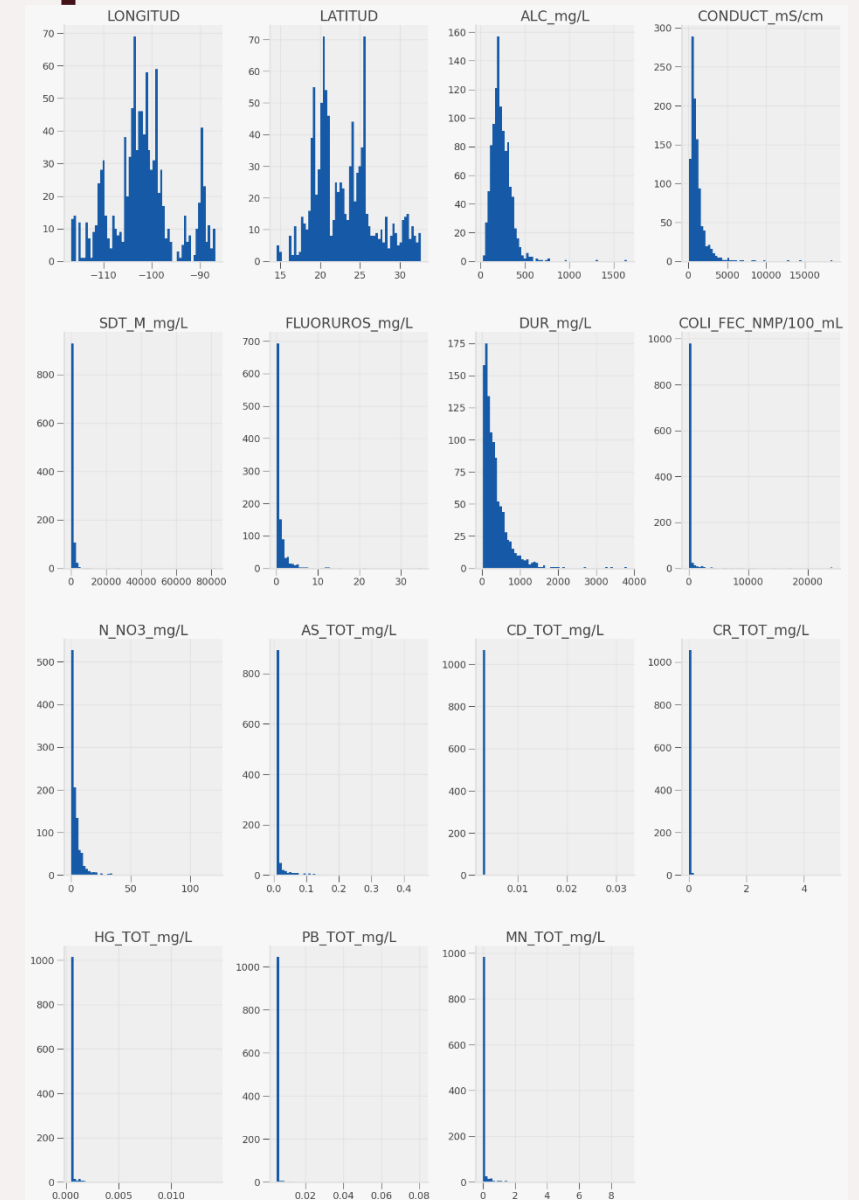 LONGITUD LATITUD ALC_mg/L CONDUCT_mS/cm
70 70 160 300
60 60 140 250
50 50 120 200
40 40 100 150
30 30 80 100
20 20 60 50
10 10 40 0
0 0 20
0
−110 −100 −90 15 20 25 30 0 500 1000 1500 0 5000 10000 15000
SDT_M_mg/L FLUORUROS_mg/L DUR_mg/L COLI_FEC_NMP/100_mL
800 700 175 1000
600 600 150 800
400 500 125 600
200 400 100 400
0 300 75 200
200 50 0
100 25
0 0
0 20000 40000 60000 80000 0 10 20 30 0 1000 2000 3000 4000 0 10000 20000
N_NO3_mg/L AS_TOT_mg/L CD_TOT_mg/L CR_TOT_mg/L
500 800 1000 1000
400 600 800 800
300 400 600 600
200 200 400 400
100 0 200 200
0 0 0
0 50 100 0.0 0.1 0.2 0.3 0.4 0.01 0.02 0.03 0 2 4
HG_TOT_mg/L PB_TOT_mg/L MN_TOT_mg/L
1000 1000 1000
800 800 800
600 600 600
400 400 400
200 200 200
0 0 0
0.000 0.005 0.010 0.02 0.04 0.06 0.08 0 2 4 6 8